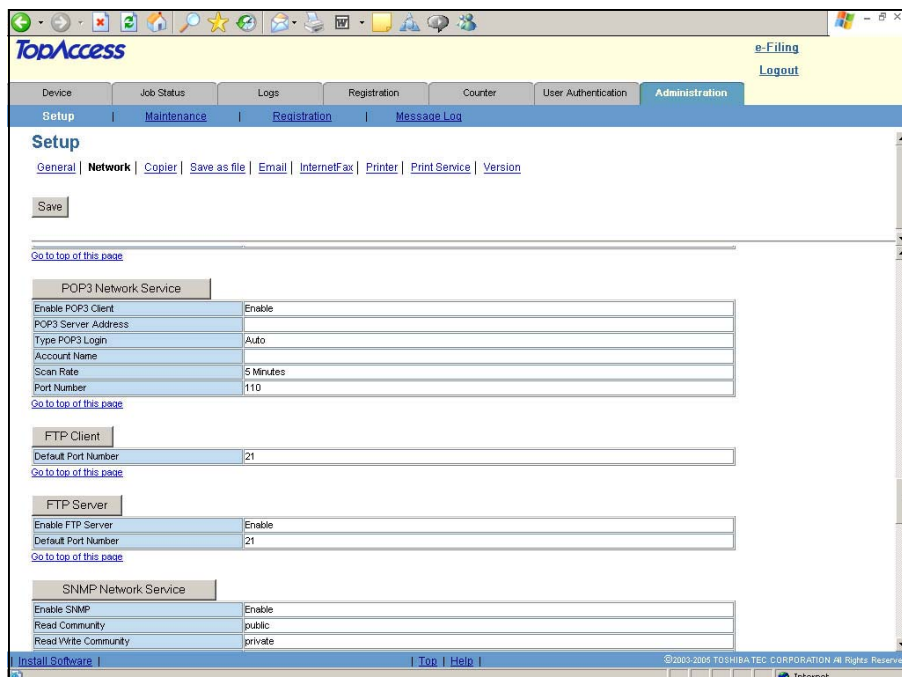 TopAccess
e-Filing
Logout
Device Job Status Logs Registration Counter User Authentication Administration
Setup | Maintenance | Registration | Message Log
Setup
General | Network | Copier | Save as file | Email | InternetFax | Printer | Print Service | Version
Save
Go to top of this page
POP3 Network Service
Enable POP3 Client Enable
POP3 Server Address
Type POP3 Login Auto
Account Name
Scan Rate 5 Minutes
Port Number 110
Go to top of this page
FTP Client
Default Port Number 21
Go to top of this page
FTP Server
Enable FTP Server Enable
Default Port Number 21
Go to top of this page
SNMP Network Service
Enable SNMP Enable
Read Community public
Read Write Community private
| Install Software | | Top | Help | ©2003-2005 TOSHIBA TEC CORPORATION All Rights Reserve
Internet